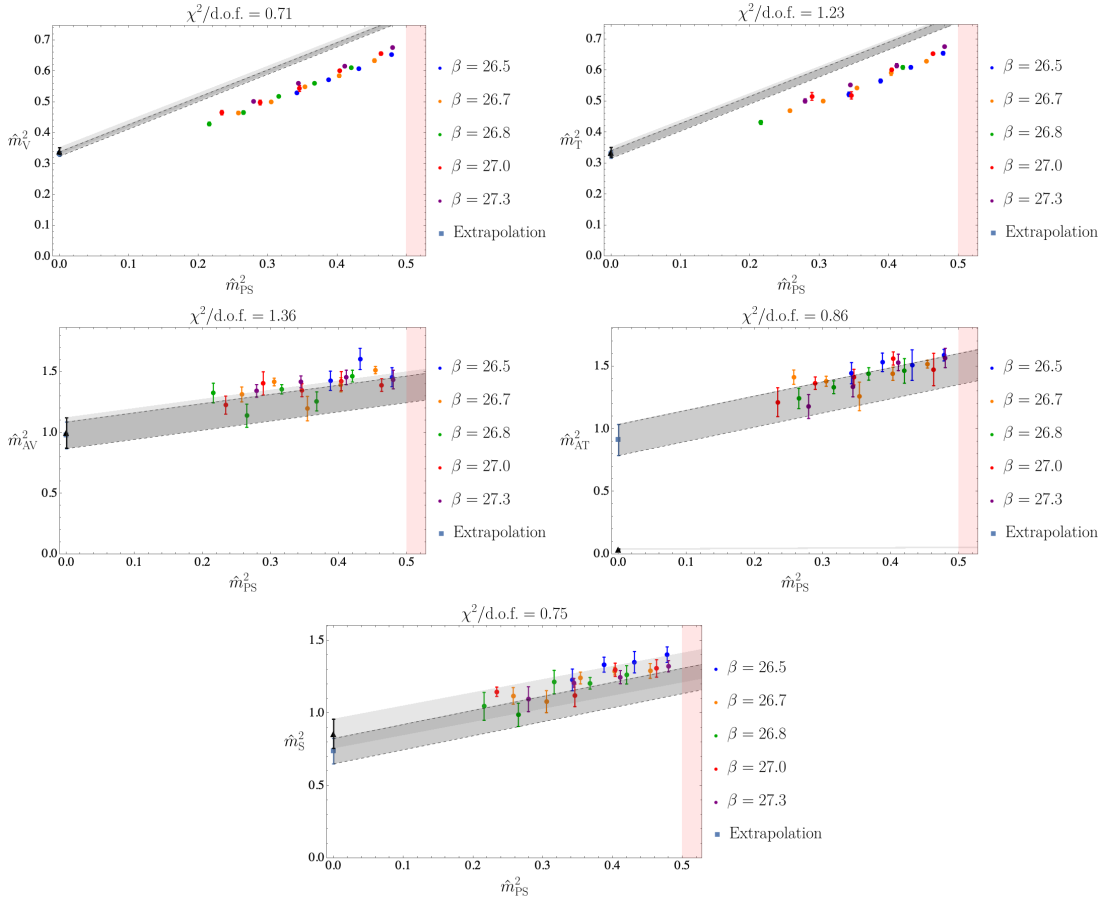 χ²/d.o.f. = 0.71
m̂²_V
0.7
0.6
0.5
0.4
0.3
0.2
0.1
0.0
0.0 0.1 0.2 0.3 0.4 0.5
m̂²_PS
β = 26.5
β = 26.7
β = 26.8
β = 27.0
β = 27.3
Extrapolation
χ²/d.o.f. = 1.23
m̂²_T
0.7
0.6
0.5
0.4
0.3
0.2
0.1
0.0
0.0 0.1 0.2 0.3 0.4 0.5
m̂²_PS
β = 26.5
β = 26.7
β = 26.8
β = 27.0
β = 27.3
Extrapolation
χ²/d.o.f. = 1.36
m̂²_AV
1.5
1.0
0.5
0.0
0.0 0.1 0.2 0.3 0.4 0.5
m̂²_PS
β = 26.5
β = 26.7
β = 26.8
β = 27.0
β = 27.3
Extrapolation
χ²/d.o.f. = 0.86
m̂²_AT
1.5
1.0
0.5
0.0
0.0 0.1 0.2 0.3 0.4 0.5
m̂²_PS
β = 26.5
β = 26.7
β = 26.8
β = 27.0
β = 27.3
Extrapolation
χ²/d.o.f. = 0.75
m̂²_S
1.5
1.0
0.5
0.0
0.0 0.1 0.2 0.3 0.4 0.5
m̂²_PS
β = 26.5
β = 26.7
β = 26.8
β = 27.0
β = 27.3
Extrapolation